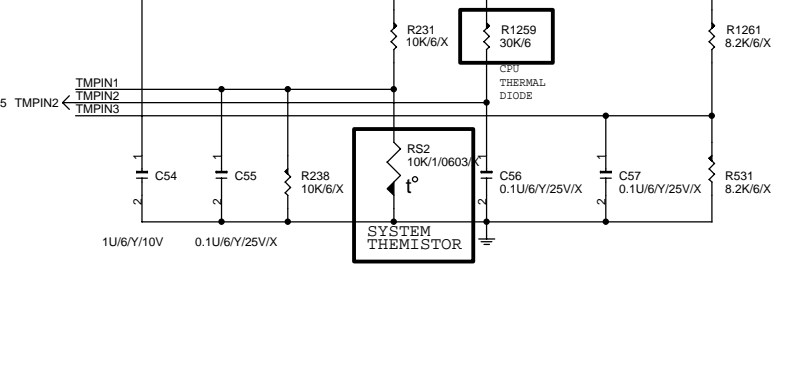 R231
10K/6/X
R1259
30K/6
R1261
8.2K/6/X
CPU
THERMAL
DIODE
TMPIN1
TMPIN2
TMPIN3
5 TMPIN2
RS2
10K/1/0603/X
t°
1
C54
2
1
C55
2
R238
10K/6/X
1
C56
0.1U/6/Y/25V/X
2
1
C57
0.1U/6/Y/25V/X
2
R531
8.2K/6/X
SYSTEM
THEMISTOR
1U/6/Y/10V
0.1U/6/Y/25V/X